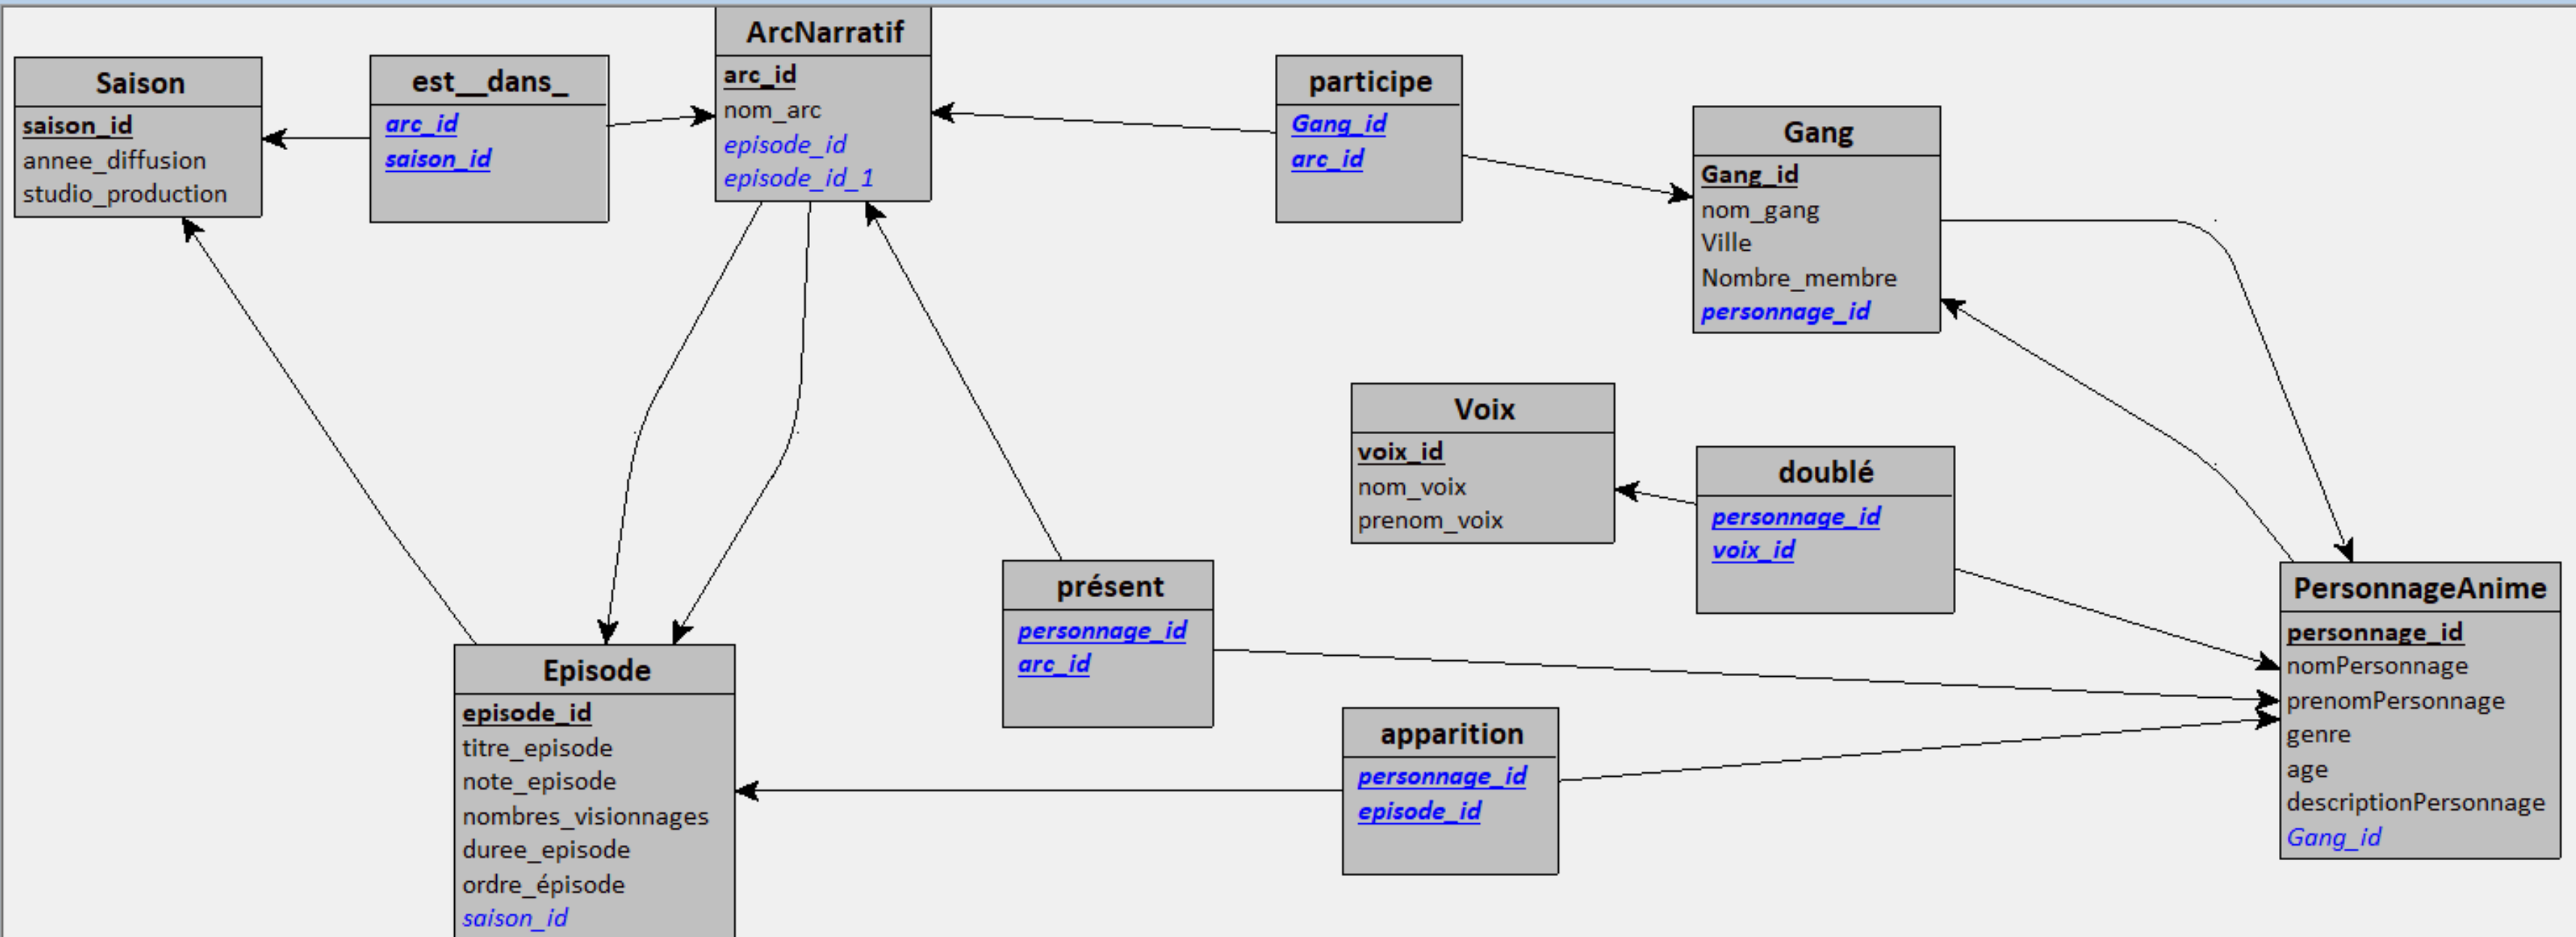 Saison
saison_id
annee_diffusion
studio_production
est__dans_
arc_id
saison_id
ArcNarratif
arc_id
nom_arc
episode_id
episode_id_1
participe
Gang_id
arc_id
Gang
Gang_id
nom_gang
Ville
Nombre_membre
personnage_id
Voix
voix_id
nom_voix
prenom_voix
doublé
personnage_id
voix_id
présent
personnage_id
arc_id
PersonnageAnime
personnage_id
nomPersonnage
prenomPersonnage
genre
age
descriptionPersonnage
Gang_id
Episode
episode_id
titre_episode
note_episode
nombres_visionnages
duree_episode
ordre_épisode
saison_id
apparition
personnage_id
episode_id